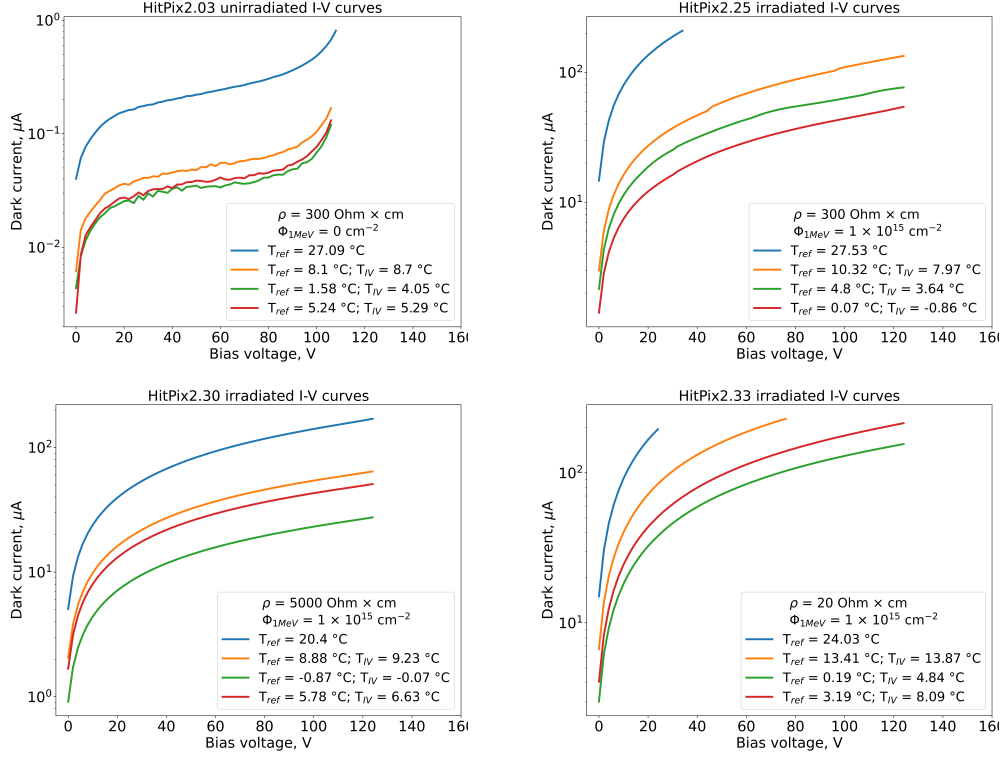 HitPix2.03 unirradiated I-V curves
Dark current, μA
10⁰
10⁻¹
10⁻²
ρ = 300 Ohm × cm
Φ₁MeV = 0 cm⁻²
Tref = 27.09 °C
Tref = 8.1 °C; TIV = 8.7 °C
Tref = 1.58 °C; TIV = 4.05 °C
Tref = 5.24 °C; TIV = 5.29 °C
0 20 40 60 80 100 120 140 160
Bias voltage, V
HitPix2.25 irradiated I-V curves
Dark current, μA
10²
10¹
ρ = 300 Ohm × cm
Φ₁MeV = 1 × 10¹⁵ cm⁻²
Tref = 27.53 °C
Tref = 10.32 °C; TIV = 7.97 °C
Tref = 4.8 °C; TIV = 3.64 °C
Tref = 0.07 °C; TIV = -0.86 °C
0 20 40 60 80 100 120 140 160
Bias voltage, V
HitPix2.30 irradiated I-V curves
Dark current, μA
10²
10¹
10⁰
ρ = 5000 Ohm × cm
Φ₁MeV = 1 × 10¹⁵ cm⁻²
Tref = 20.4 °C
Tref = 8.88 °C; TIV = 9.23 °C
Tref = -0.87 °C; TIV = -0.07 °C
Tref = 5.78 °C; TIV = 6.63 °C
0 20 40 60 80 100 120 140 160
Bias voltage, V
HitPix2.33 irradiated I-V curves
Dark current, μA
10²
10¹
ρ = 20 Ohm × cm
Φ₁MeV = 1 × 10¹⁵ cm⁻²
Tref = 24.03 °C
Tref = 13.41 °C; TIV = 13.87 °C
Tref = 0.19 °C; TIV = 4.84 °C
Tref = 3.19 °C; TIV = 8.09 °C
0 20 40 60 80 100 120 140 160
Bias voltage, V